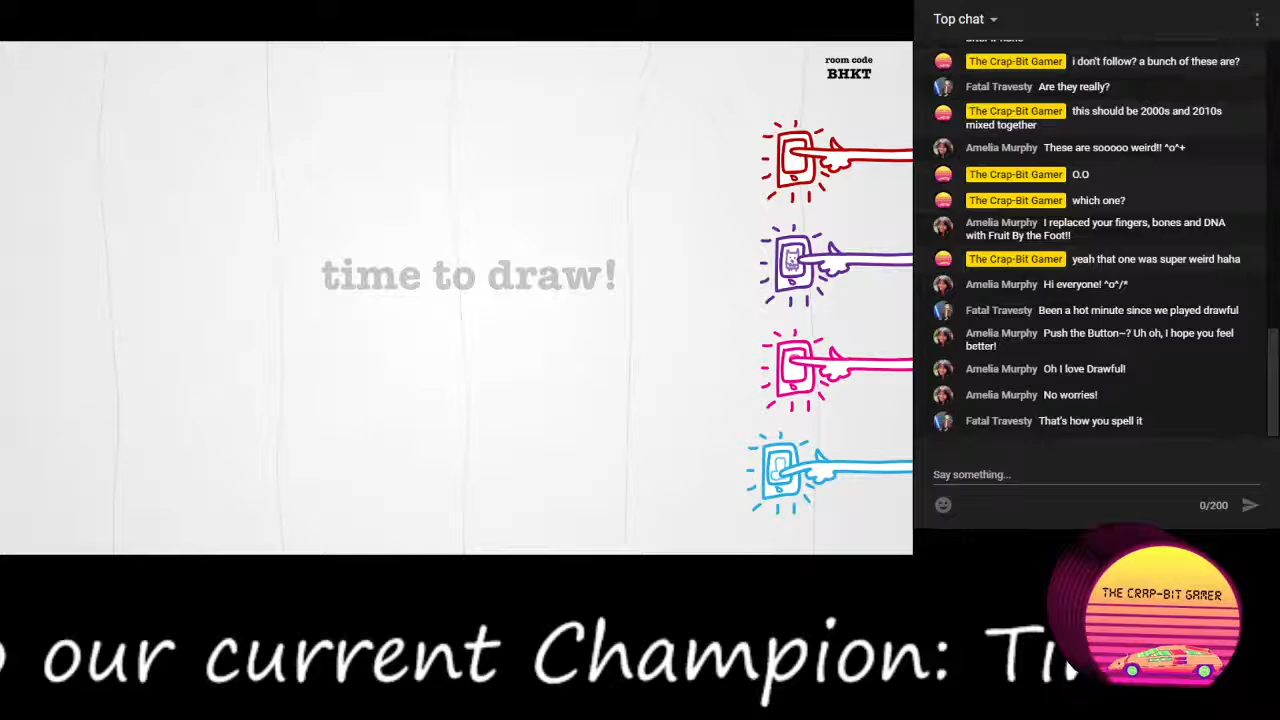 Top chat
room code
BHKT
time to draw!
The Crap-Bit Gamer i don't follow? a bunch of these are?
Fatal Travesty Are they really?
The Crap-Bit Gamer this should be 2000s and 2010s
mixed together
Amelia Murphy These are sooooo weird!! ^o^+
The Crap-Bit Gamer O.O
The Crap-Bit Gamer which one?
Amelia Murphy I replaced your fingers, bones and DNA
with Fruit By the Foot!!
The Crap-Bit Gamer yeah that one was super weird haha
Amelia Murphy Hi everyone! ^o^/*
Fatal Travesty Been a hot minute since we played drawful
Amelia Murphy Push the Button~? Uh oh, I hope you feel
better!
Amelia Murphy Oh I love Drawful!
Amelia Murphy No worries!
Fatal Travesty That's how you spell it
Say something...
0/200
THE CRAP-BIT GAMER
our current Champion: